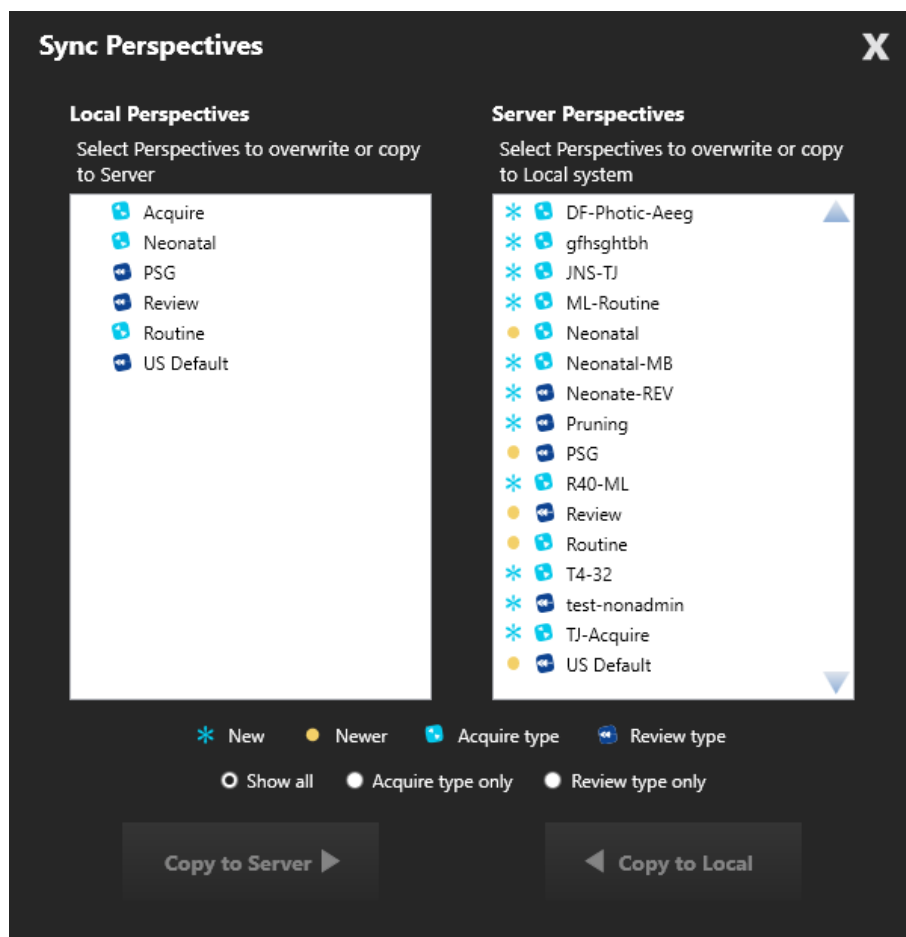 Sync Perspectives
X
Local Perspectives
Select Perspectives to overwrite or copy
to Server
Acquire
Neonatal
PSG
Review
Routine
US Default
Server Perspectives
Select Perspectives to overwrite or copy
to Local system
DF-Photic-Aeeg
gfhsghtbh
JNS-TJ
ML-Routine
Neonatal
Neonatal-MB
Neonate-REV
Pruning
PSG
R40-ML
Review
Routine
T4-32
test-nonadmin
TJ-Acquire
US Default
New Newer Acquire type Review type
Show all Acquire type only Review type only
Copy to Server Copy to Local